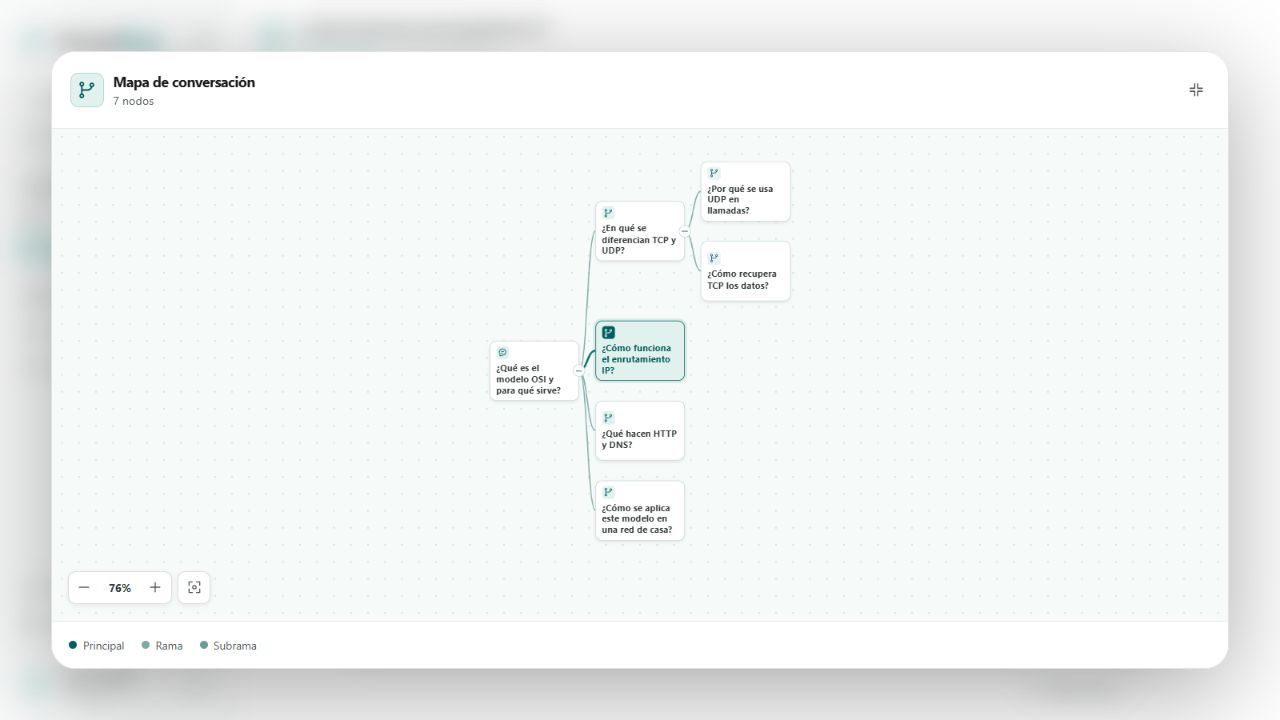 Mapa de conversación
7 nodos
¿Por qué se usa
UDP en
llamadas?
¿En qué se
diferencian TCP y
UDP?
¿Cómo recupera
TCP los datos?
¿Cómo funciona
el enrutamiento
IP?
¿Qué es el
modelo OSI y
para qué sirve?
¿Qué hacen HTTP
y DNS?
¿Cómo se aplica
este modelo en
una red de casa?
76%
Principal
Rama
Subrama